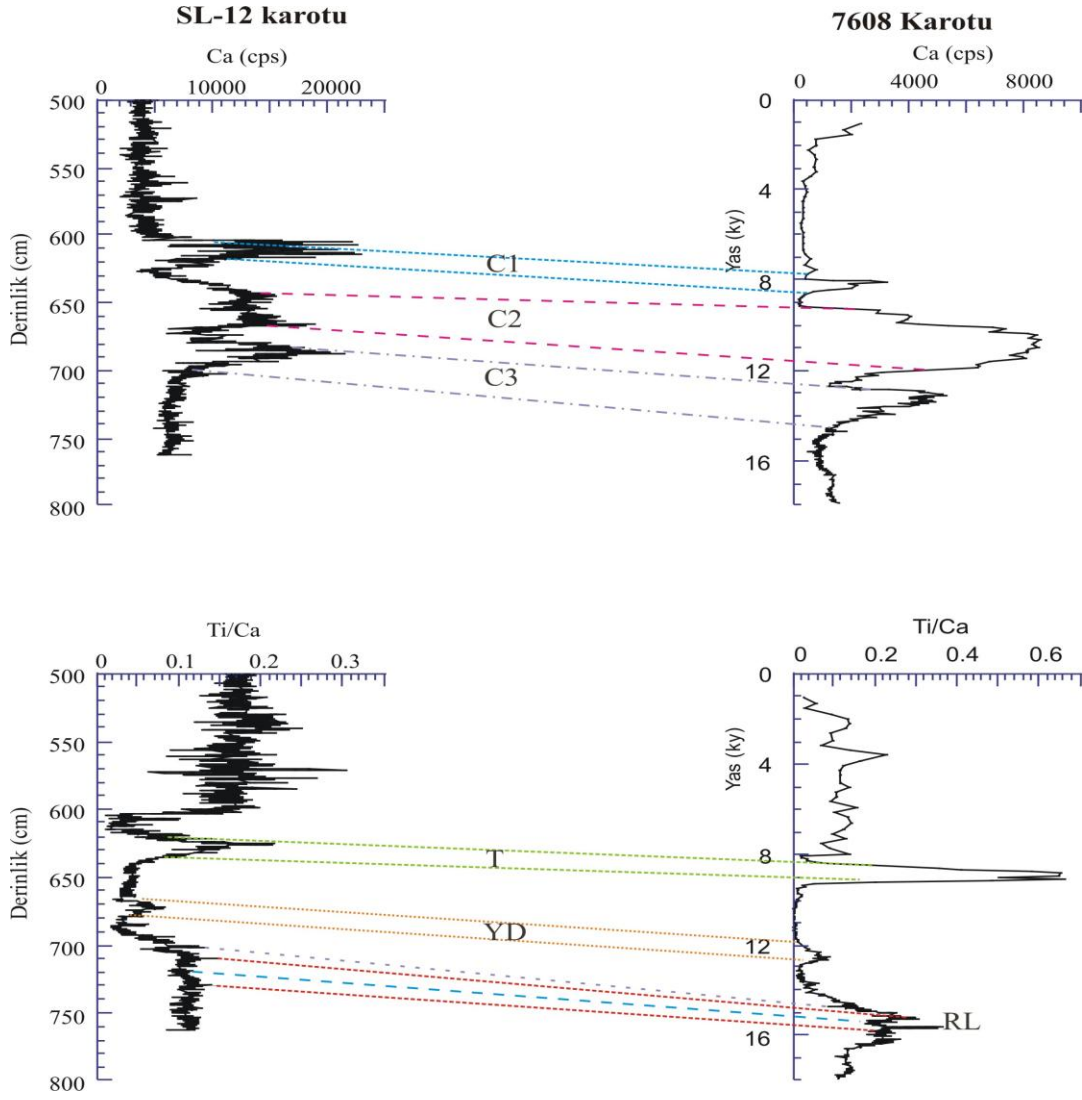 SL-12 karotu
7608 Karotu
Ca (cps)
Ca (cps)
0 10000 20000
0 4000 8000
500
550
600
650
700
750
800
Derinlik (cm)
0
4
8
12
16
Yas (ky)
C1
C2
C3
Ti/Ca
Ti/Ca
0 0.1 0.2 0.3
0 0.2 0.4 0.6
500
550
600
650
700
750
800
Derinlik (cm)
0
4
8
12
16
Yas (ky)
T
YD
RL